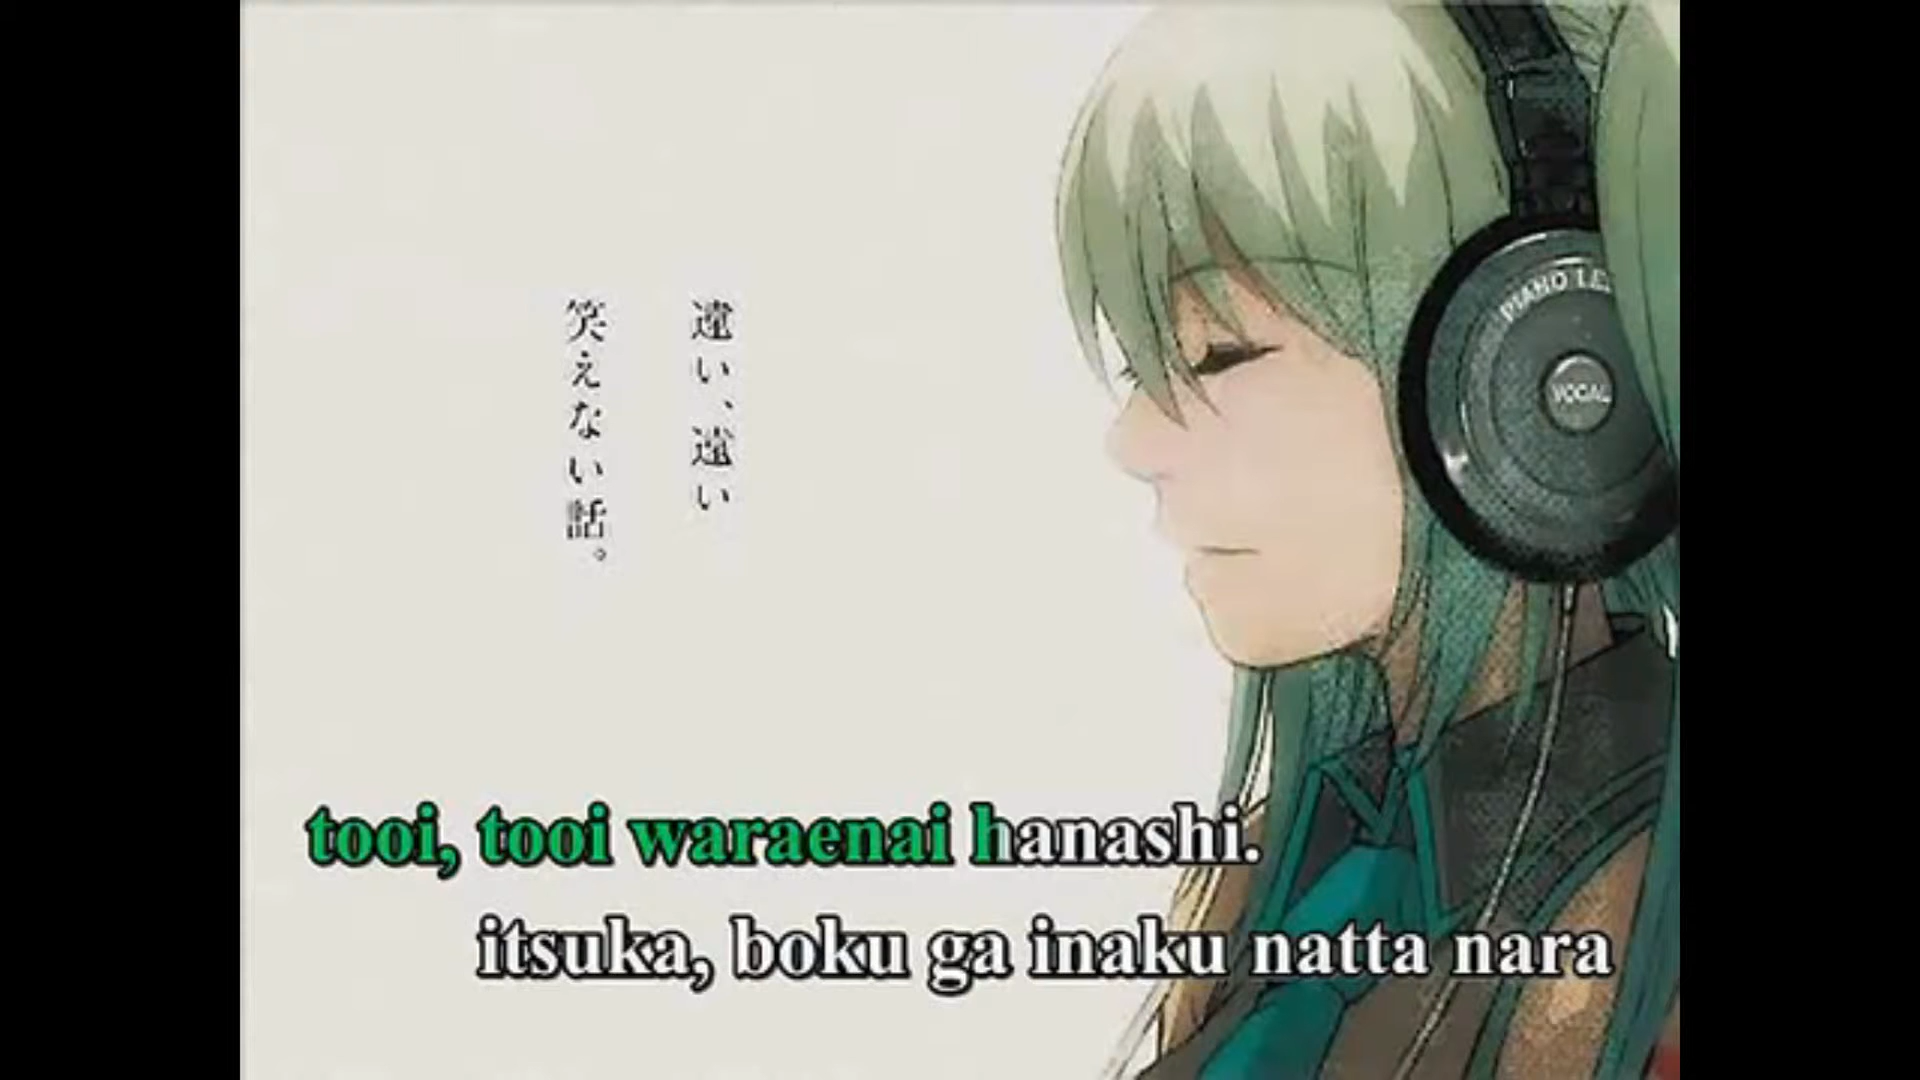 遠い、遠い
笑えない話。
PIANO
VOCAL
tooi, tooi waraenai hanashi.
itsuka, boku ga inaku natta nara